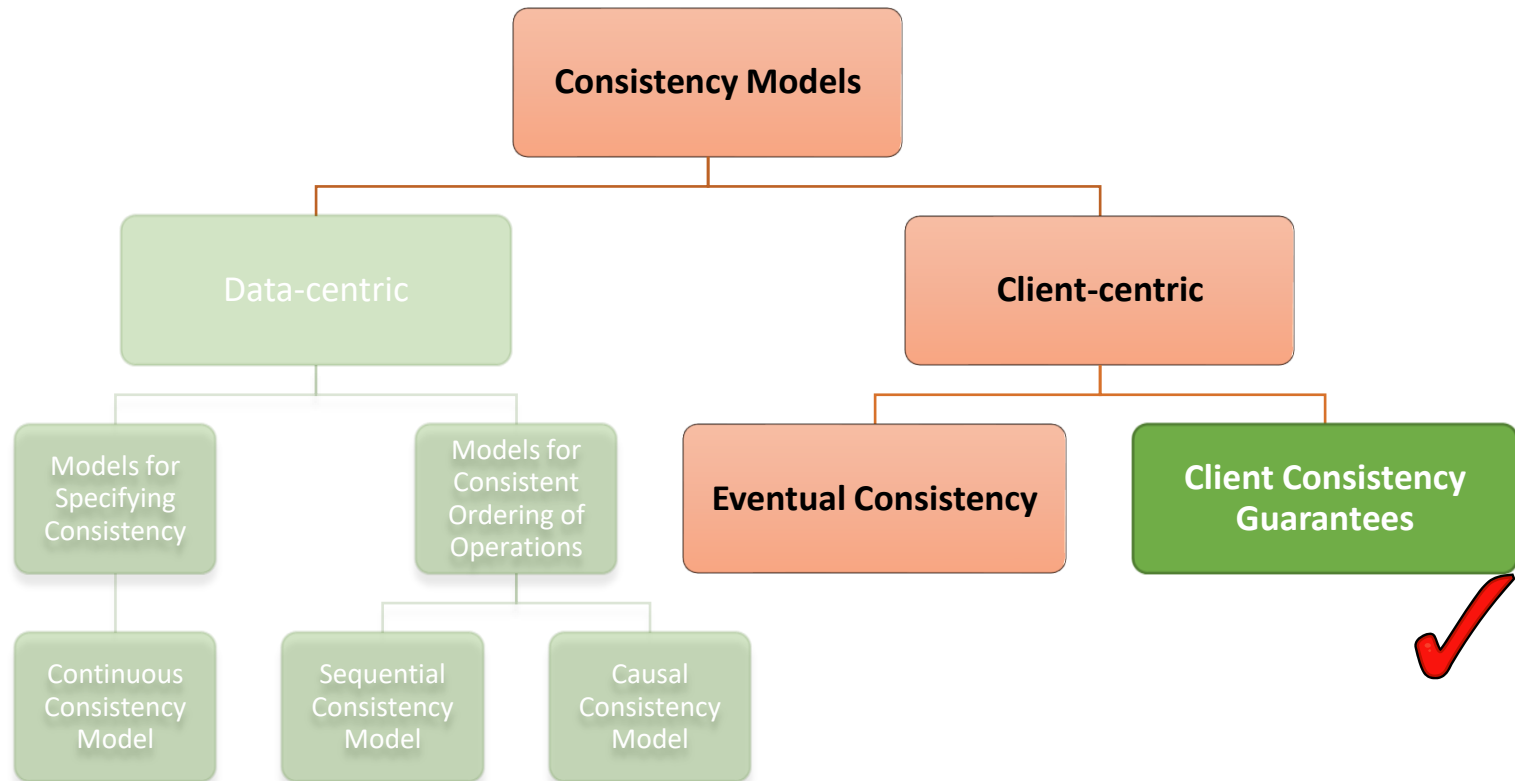 Consistency Models
Data-centric
Client-centric
Models for
Specifying
Consistency
Models for
Consistent
Ordering of
Operations
Eventual Consistency
Client Consistency
Guarantees
Continuous
Consistency
Model
Sequential
Consistency
Model
Causal
Consistency
Model